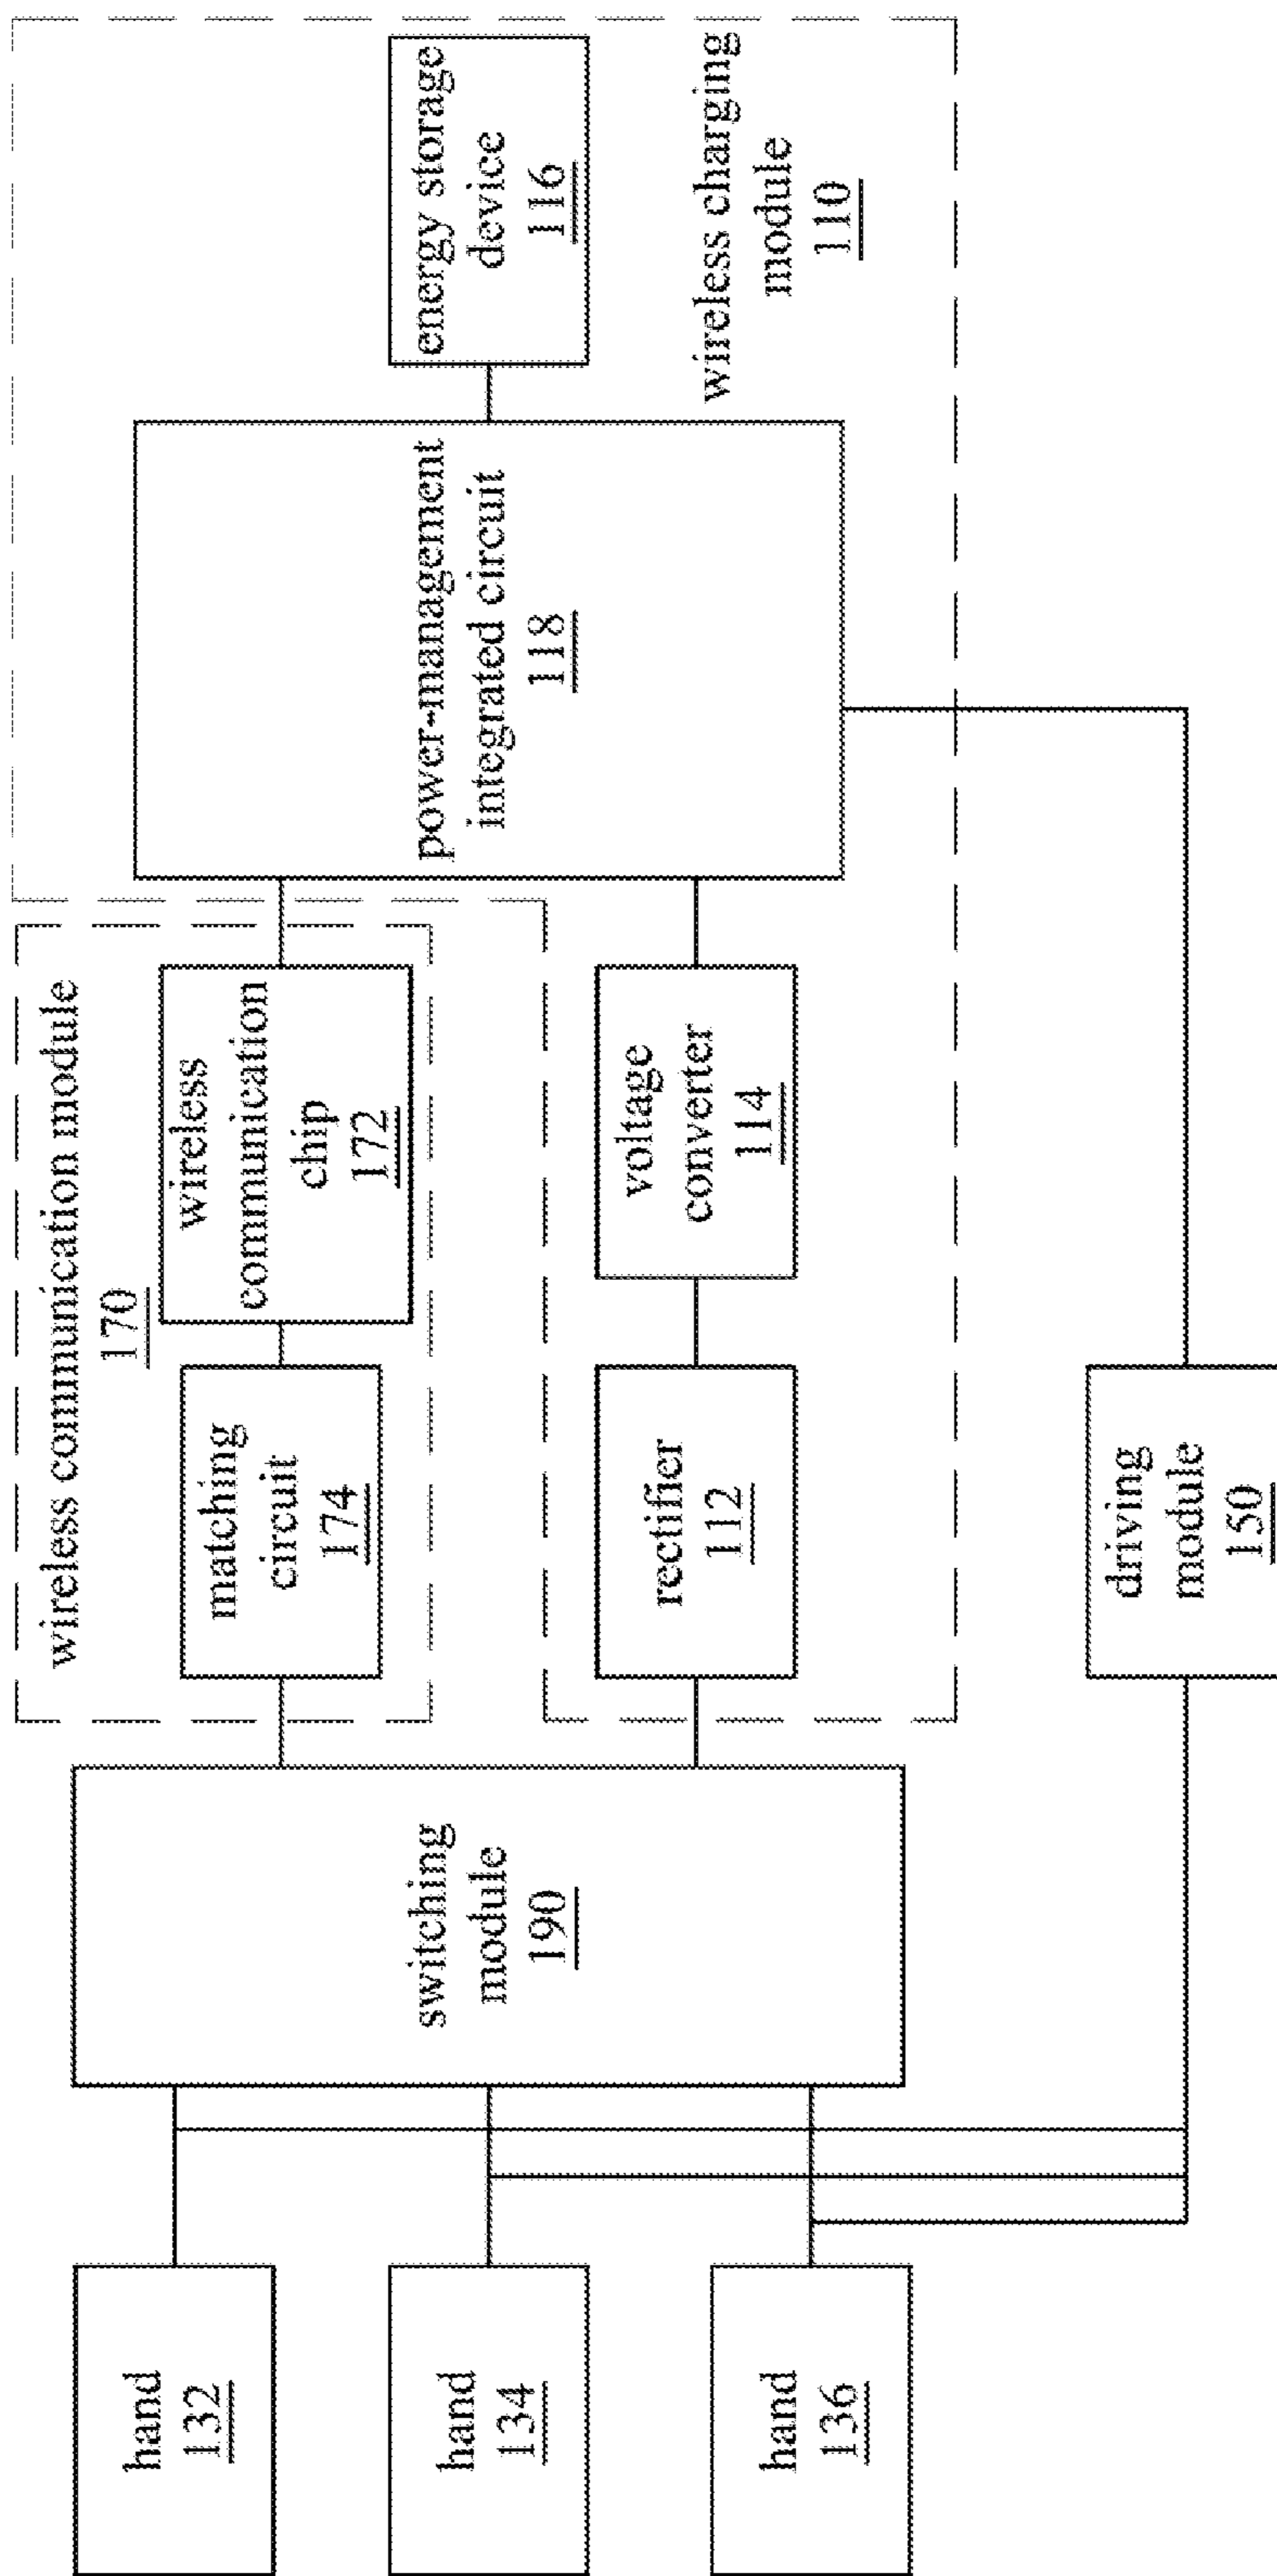 wireless communication module
170
matching
circuit
174
wireless
communication
chip
172
hand
132
hand
134
hand
136
switching
module
190
rectifier
112
voltage
converter
114
power-management
integrated circuit
118
energy storage
device
116
wireless charging
module
110
driving
module
150